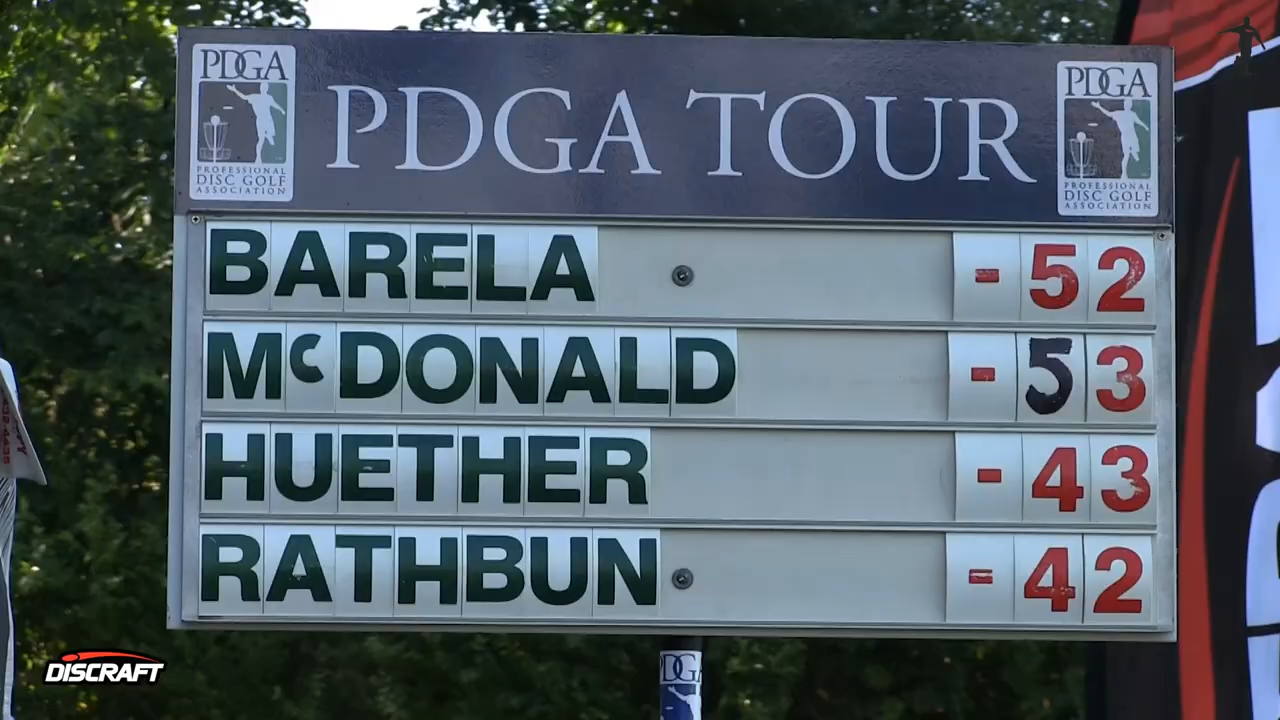 PDGA
PROFESSIONAL
DISC GOLF
ASSOCIATION
PDGA TOUR
PDGA
PROFESSIONAL
DISC GOLF
ASSOCIATION
BARELA -52
McDONALD -53
HUETHER -43
RATHBUN -42
DISCRAFT
PDGA